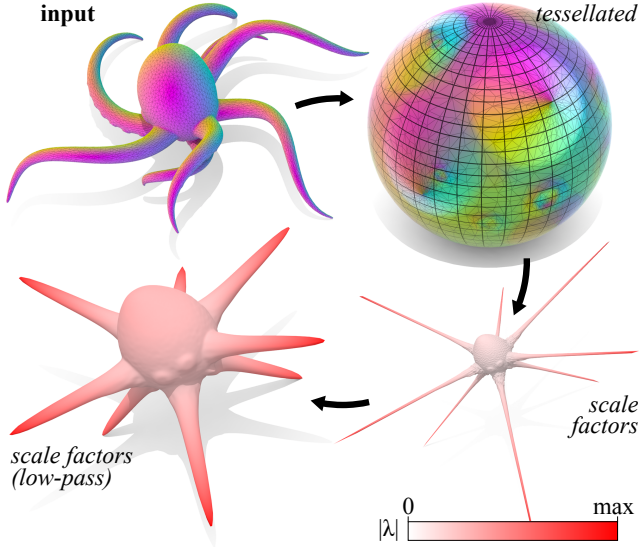 input
tessellated
scale
factors
scale factors
(low-pass)
0
max
|λ|